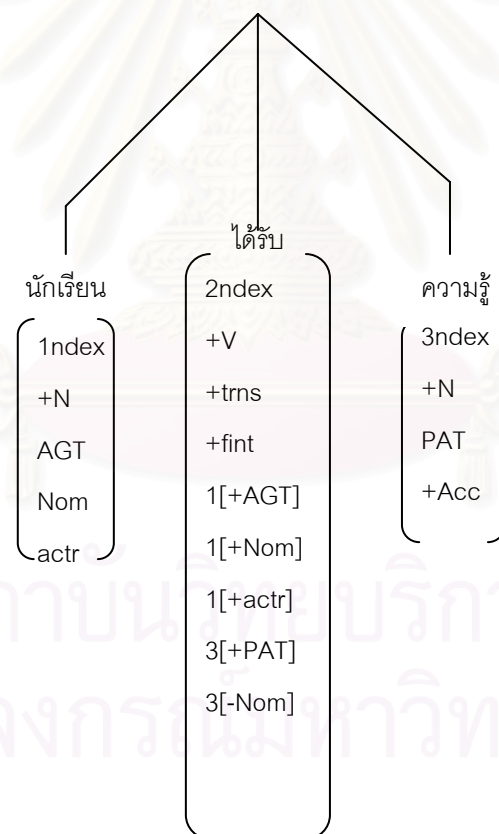 ได้รับ
นักเรียน
ความรู้
1ndex
+N
AGT
Nom
actr
2ndex
+V
+trns
+fint
1[+AGT]
1[+Nom]
1[+actr]
3[+PAT]
3[-Nom]
3ndex
+N
PAT
+Acc